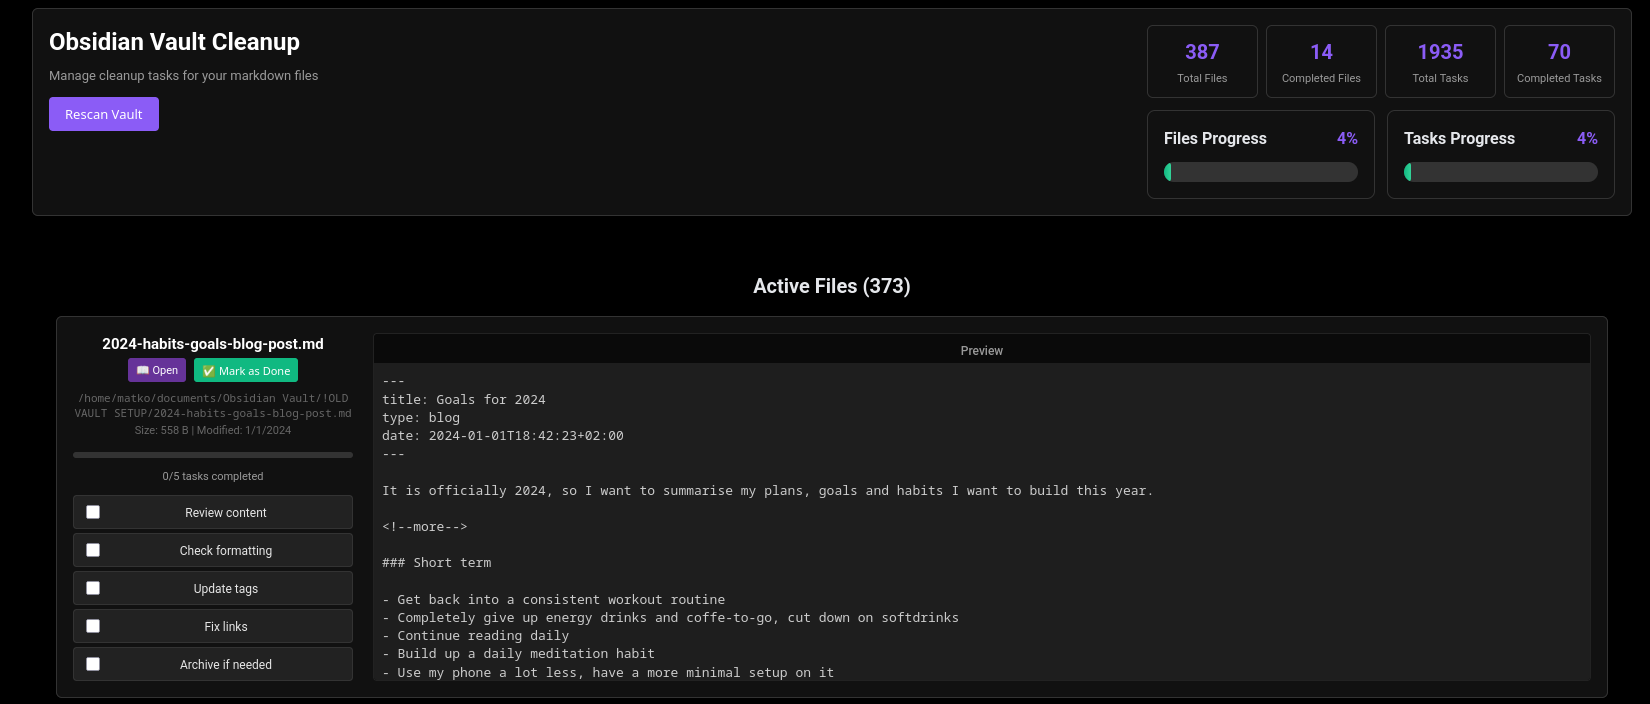 Obsidian Vault Cleanup
Manage cleanup tasks for your markdown files
Rescan Vault
387
Total Files
14
Completed Files
1935
Total Tasks
70
Completed Tasks
Files Progress 4%
Tasks Progress 4%
Active Files (373)
2024-habits-goals-blog-post.md
📖 Open ✅ Mark as Done
/home/matko/documents/Obsidian Vault/!OLD
VAULT SETUP/2024-habits-goals-blog-post.md
Size: 558 B | Modified: 1/1/2024
0/5 tasks completed
Review content
Check formatting
Update tags
Fix links
Archive if needed
Preview
---
title: Goals for 2024
type: blog
date: 2024-01-01T18:42:23+02:00
---
It is officially 2024, so I want to summarise my plans, goals and habits I want to build this year.
<!--more-->
### Short term
- Get back into a consistent workout routine
- Completely give up energy drinks and coffe-to-go, cut down on softdrinks
- Continue reading daily
- Build up a daily meditation habit
- Use my phone a lot less, have a more minimal setup on it